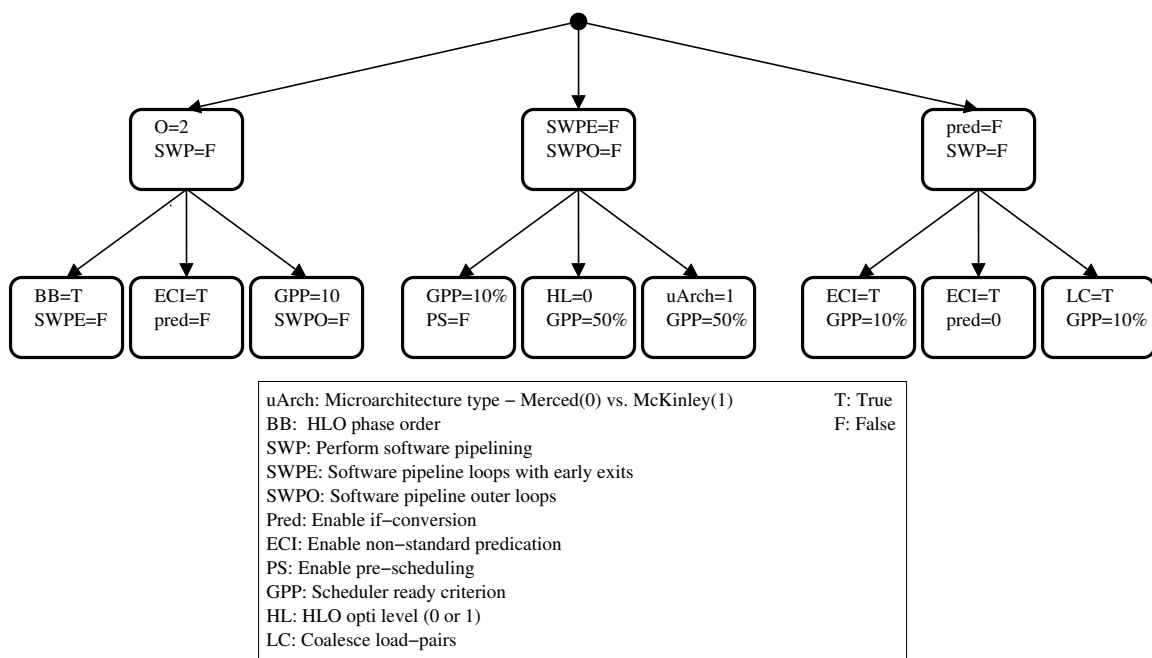 O=2
SWP=F
SWPE=F
SWPO=F
pred=F
SWP=F
BB=T
SWPE=F
ECI=T
pred=F
GPP=10
SWPO=F
GPP=10%
PS=F
HL=0
GPP=50%
uArch=1
GPP=50%
ECI=T
GPP=10%
ECI=T
pred=0
LC=T
GPP=10%
uArch: Microarchitecture type − Merced(0) vs. McKinley(1)
T: True
BB: HLO phase order
F: False
SWP: Perform software pipelining
SWPE: Software pipeline loops with early exits
SWPO: Software pipeline outer loops
Pred: Enable if−conversion
ECI: Enable non−standard predication
PS: Enable pre−scheduling
GPP: Scheduler ready criterion
HL: HLO opti level (0 or 1)
LC: Coalesce load−pairs